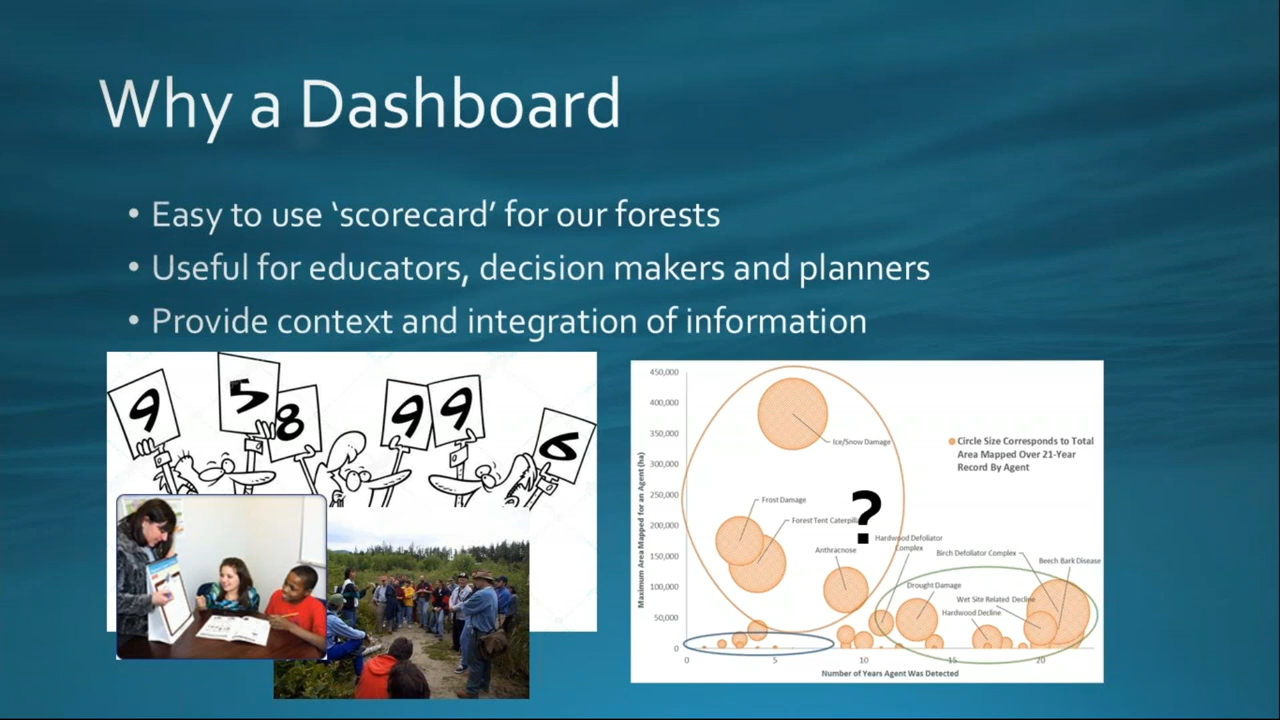 Why a Dashboard
• Easy to use ‘scorecard’ for our forests
• Useful for educators, decision makers and planners
• Provide context and integration of information
9
5
8
9
9
6
450,000
400,000
350,000
300,000
250,000
200,000
150,000
100,000
50,000
0
Maximum Area Mapped for an Agent (ha)
Ice/Snow Damage
Circle Size Corresponds to Total
Area Mapped Over 21-Year
Record By Agent
Frost Damage
?
Forest Tent Caterpill
Hardwood Defoliator
Complex
Anthracnose
Birch Defoliator Complex
Beech Bark Disease
Drought Damage
Wet Site Related Decline
Hardwood Decline
0
5
10
15
20
Number of Years Agent Was Detected